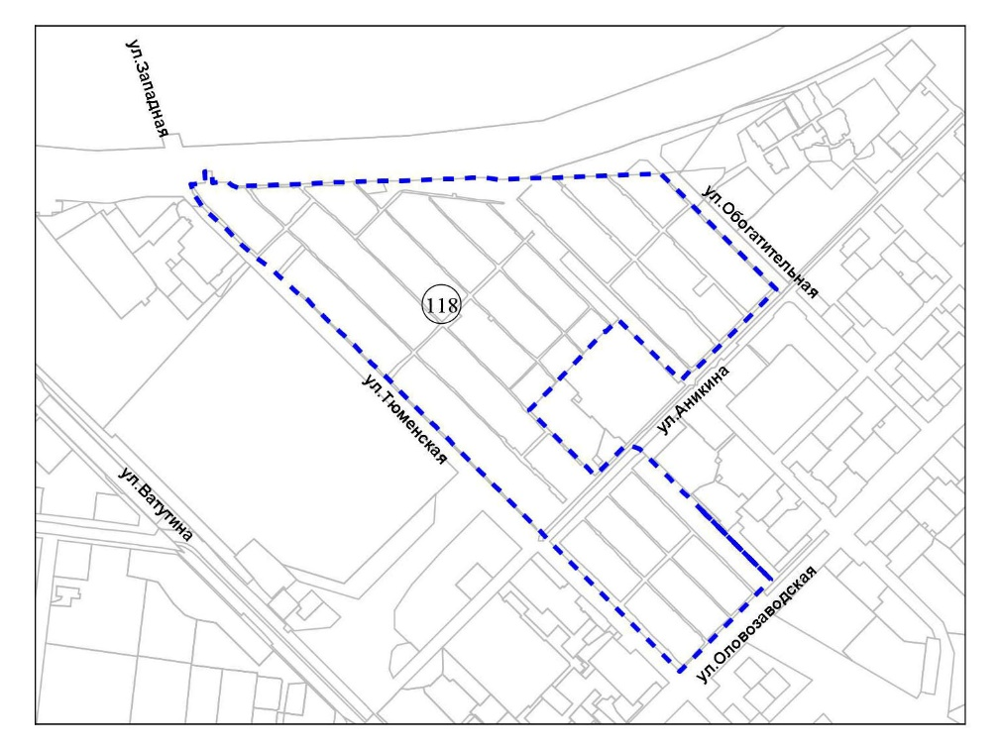 ул.Западная
ул.Обогатительная
118
ул.Аникина
ул.Тюменская
ул.Ватутина
ул.Оловозаводская